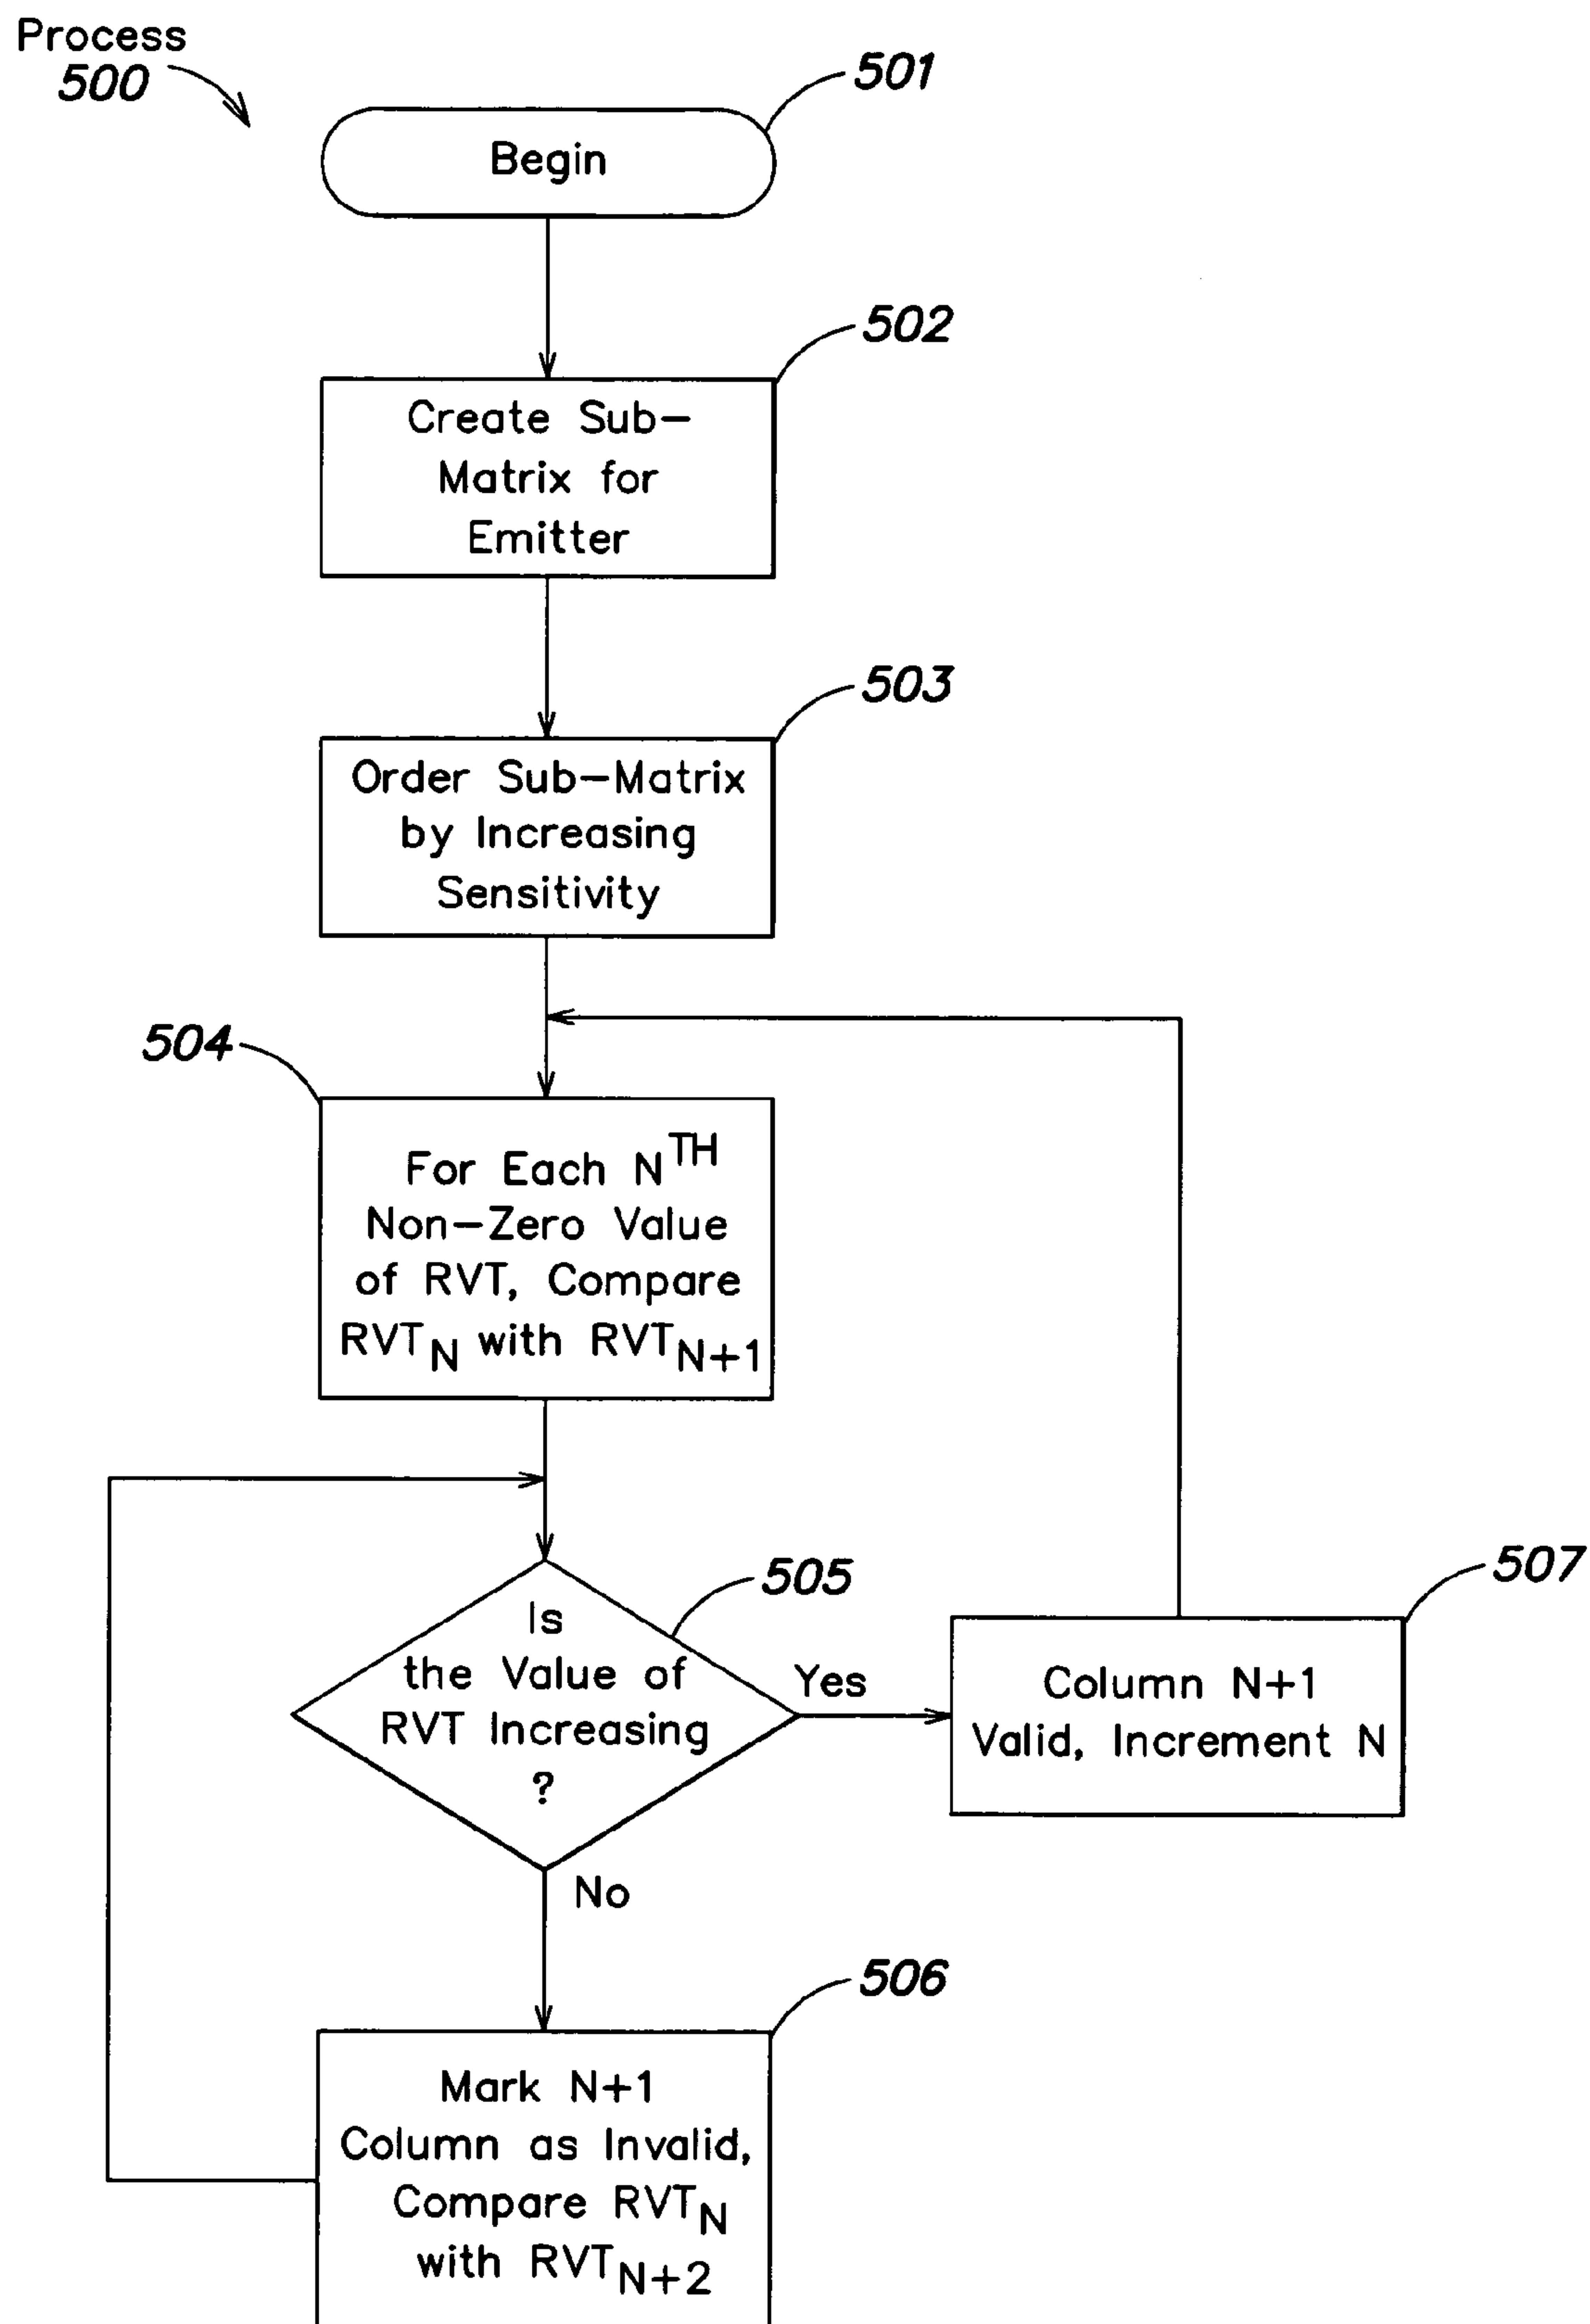 Process
500
501
Begin
502
Create Sub-
Matrix for
Emitter
503
Order Sub-Matrix
by Increasing
Sensitivity
504
For Each N^TH
Non-Zero Value
of RVT, Compare
RVT_N with RVT_N+1
505
Is
the Value of
RVT Increasing
?
Yes
507
Column N+1
Valid, Increment N
No
506
Mark N+1
Column as Invalid,
Compare RVT_N
with RVT_N+2